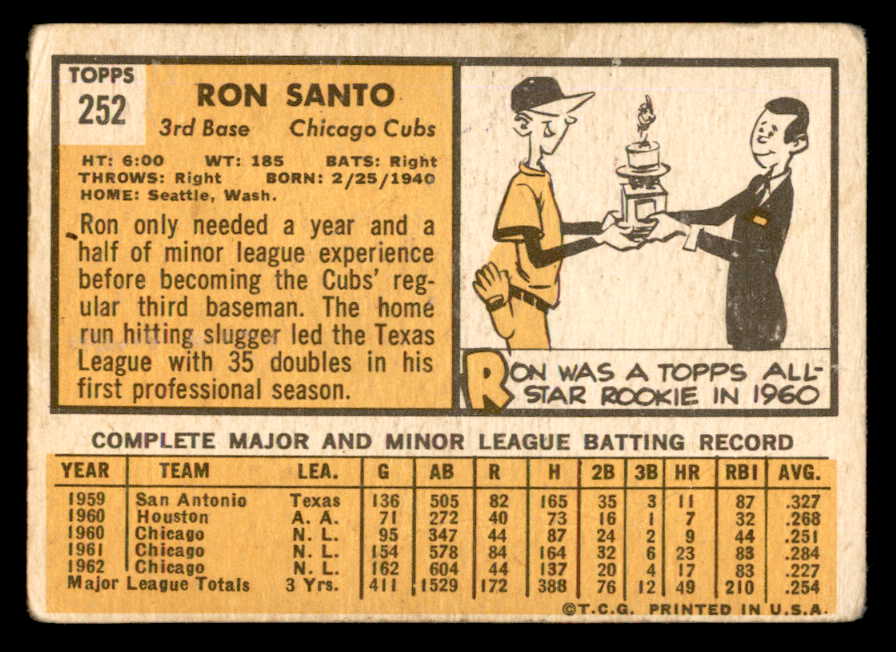 TOPPS
252
RON SANTO
3rd Base Chicago Cubs
HT: 6:00 WT: 185 BATS: Right
THROWS: Right BORN: 2/25/1940
HOME: Seattle, Wash.
Ron only needed a year and a
half of minor league experience
before becoming the Cubs' reg-
ular third baseman. The home
run hitting slugger led the Texas
League with 35 doubles in his
first professional season.
RON WAS A TOPPS ALL-
STAR ROOKIE IN 1960
COMPLETE MAJOR AND MINOR LEAGUE BATTING RECORD
YEAR TEAM LEA. G AB R H 2B 3B HR RBI AVG.
1959 San Antonio Texas 136 505 82 165 35 3 11 87 .327
1960 Houston A. A. 71 272 40 73 16 1 7 32 .268
1960 Chicago N. L. 95 347 44 87 24 2 9 44 .251
1961 Chicago N. L. 154 578 84 164 32 6 23 83 .284
1962 Chicago N. L. 162 604 44 137 20 4 17 83 .227
Major League Totals 3 Yrs. 411 1529 172 388 76 12 49 210 .254
©T.C.G. PRINTED IN U.S.A.